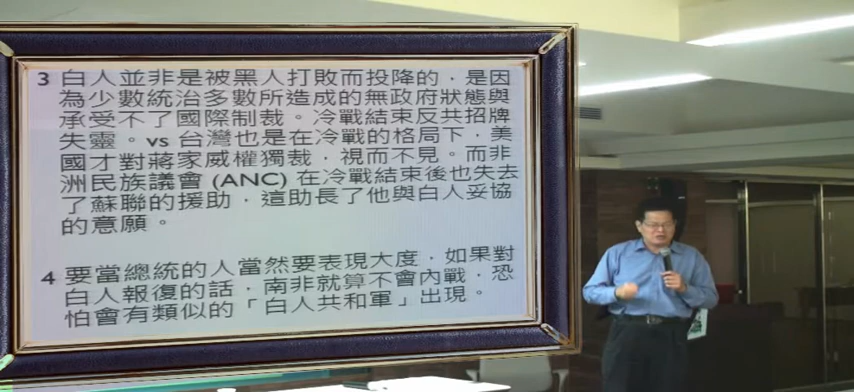 3 白人並非是被黑人打敗而投降的，是因
為少數統治多數所造成的無政府狀態與
承受不了國際制裁。冷戰結束反共招牌
失靈。vs 台灣也是在冷戰的格局下，美
國才對蔣家威權獨裁，視而不見。而非
洲民族議會 (ANC) 在冷戰結束後也失去
了蘇聯的援助，這助長了他與白人妥協
的意願。
4 要當總統的人當然要表現大度，如果對
白人報復的話，南非就算不會內戰，恐
怕會有類似的「白人共和軍」出現。